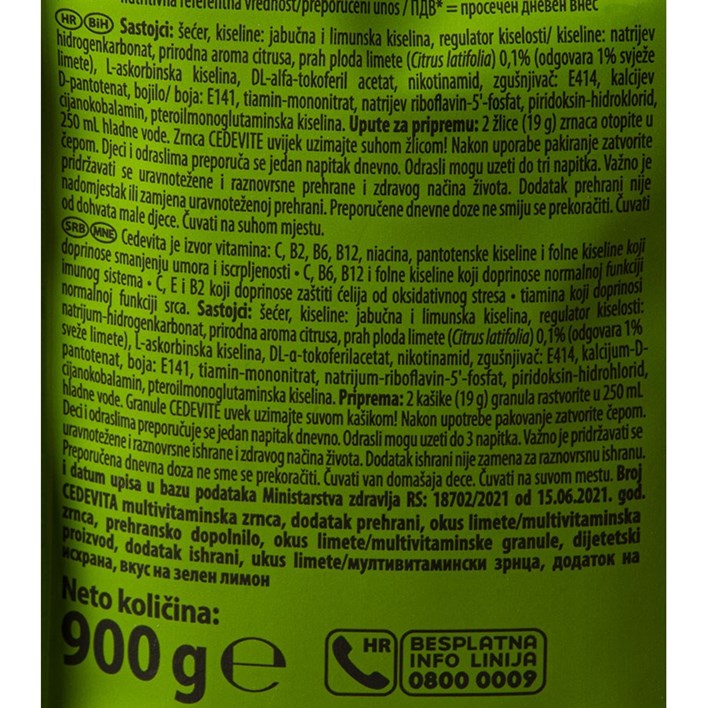 nutritivna referentna vrednost/preporučeni unos / ПДВ* = просечен дневен внес
HR BiH Sastojci: šećer, kiseline: jabučna i limunska kiselina, regulator kiselosti/ kiseline: natrijev
hidrogenkarbonat, prirodna aroma citrusa, prah ploda limete (Citrus latifolia) 0,1% (odgovara 1% svježe
limete), L-askorbinska kiselina, DL-alfa-tokoferil acetat, nikotinamid, zgušnjivač: E414, kalcijev
D-pantotenat, bojilo/ boja: E141, tiamin-mononitrat, natrijev riboflavin-5'-fosfat, piridoksin-hidroklorid,
cijanokobalamin, pteroilmonoglutaminska kiselina. Upute za pripremu: 2 žlice (19 g) zrnaca otopite u
250 mL hladne vode. Zrnca CEDEVITE uvijek uzimajte suhom žlicom! Nakon uporabe pakiranje zatvorite
čepom. Djeci i odraslima preporuča se jedan napitak dnevno. Odrasli mogu uzeti do tri napitka. Važno je
pridržavati se uravnotežene i raznovrsne prehrane i zdravog načina života. Dodatak prehrani nije
nadomjestak ili zamjena uravnoteženoj prehrani. Preporučene dnevne doze ne smiju se prekoračiti. Čuvati
od dohvata male djece. Čuvati na suhom mjestu.
SRB MNE Cedevita je izvor vitamina: C, B2, B6, B12, niacina, pantotenske kiseline i folne kiseline koji
doprinose smanjenju umora i iscrpljenosti • C, B6, B12 i folne kiseline koji doprinose normalnoj funkciji
imunog sistema • C, E i B2 koji doprinose zaštiti ćelija od oksidativnog stresa • tiamina koji doprinosi
normalnoj funkciji srca. Sastojci: šećer, kiseline: jabučna i limunska kiselina, regulator kiselosti:
natrijum-hidrogenkarbonat, prirodna aroma citrusa, prah ploda limete (Citrus latifolia) 0,1% (odgovara 1%
sveže limete), L-askorbinska kiselina, DL-α-tokoferilacetat, nikotinamid, zgušnjivač: E414, kalcijum-D-
pantotenat, boja: E141, tiamin-mononitrat, natrijum-riboflavin-5'-fosfat, piridoksin-hidrohlorid,
cijanokobalamin, pteroilmonoglutaminska kiselina. Priprema: 2 kašike (19 g) granula rastvorite u 250 mL
hladne vode. Granule CEDEVITE uvek uzimajte suvom kašikom! Nakon upotrebe pakovanje zatvorite čepom.
Deci i odraslima preporučuje se jedan napitak dnevno. Odrasli mogu uzeti do 3 napitka. Važno je pridržavati se
uravnotežene i raznovrsne ishrane i zdravog načina života. Dodatak ishrani nije zamena za raznovrsnu ishranu.
Preporučena dnevna doza ne sme se prekoračiti. Čuvati van domašaja dece. Čuvati na suvom mestu. Broj
i datum upisa u bazu podataka Ministarstva zdravlja RS: 18702/2021 od 15.06.2021. god.
CEDEVITA multivitaminska zrnca, dodatak prehrani, okus limete/multivitaminska
zrnca, prehransko dopolnilo, okus limete/multivitaminske granule, dijetetski
proizvod, dodatak ishrani, ukus limete/мултивитамински зрнца, додаток на
исхрана, вкус на зелен лимон
Neto količina:
900 g ℮
HR BESPLATNA
INFO LINIJA
0800 0009